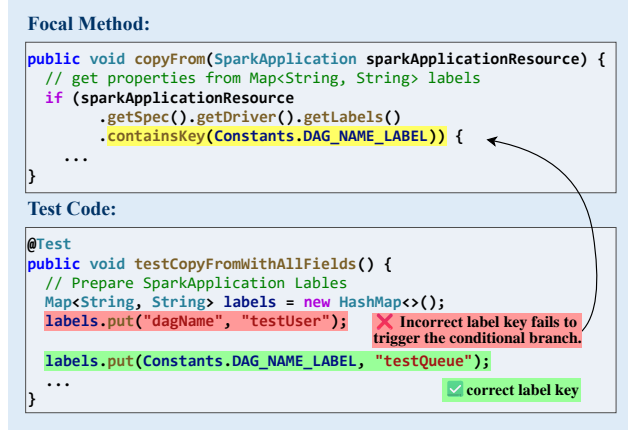 Focal Method:
public void copyFrom(SparkApplication sparkApplicationResource) {
// get properties from Map<String, String> labels
if (sparkApplicationResource
.getSpec().getDriver().getLabels()
.containsKey(Constants.DAG_NAME_LABEL)) {
...
}
Test Code:
@Test
public void testCopyFromWithAllFields() {
// Prepare SparkApplication Lables
Map<String, String> labels = new HashMap<>();
labels.put("dagName", "testUser");
❌ Incorrect label key fails to
trigger the conditional branch.
labels.put(Constants.DAG_NAME_LABEL, "testQueue");
...
✅ correct label key
}